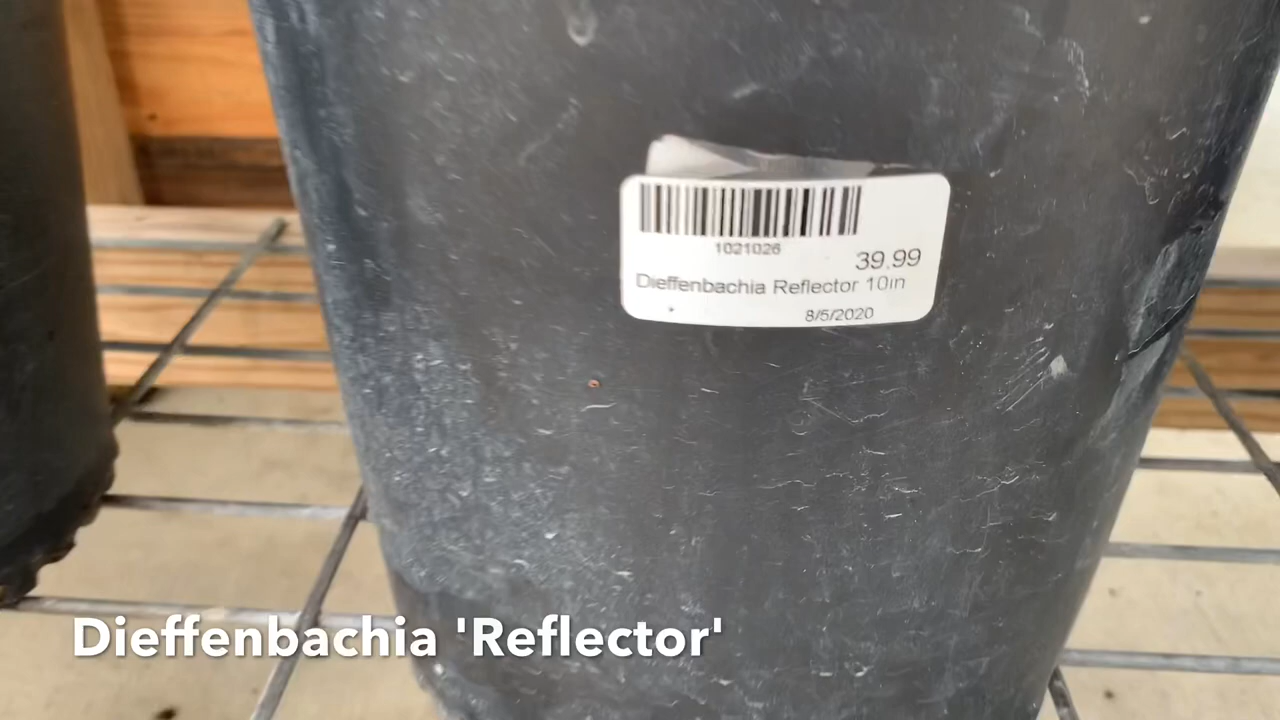 1021026
39.99
Dieffenbachia Reflector 10in
8/5/2020
Dieffenbachia 'Reflector'